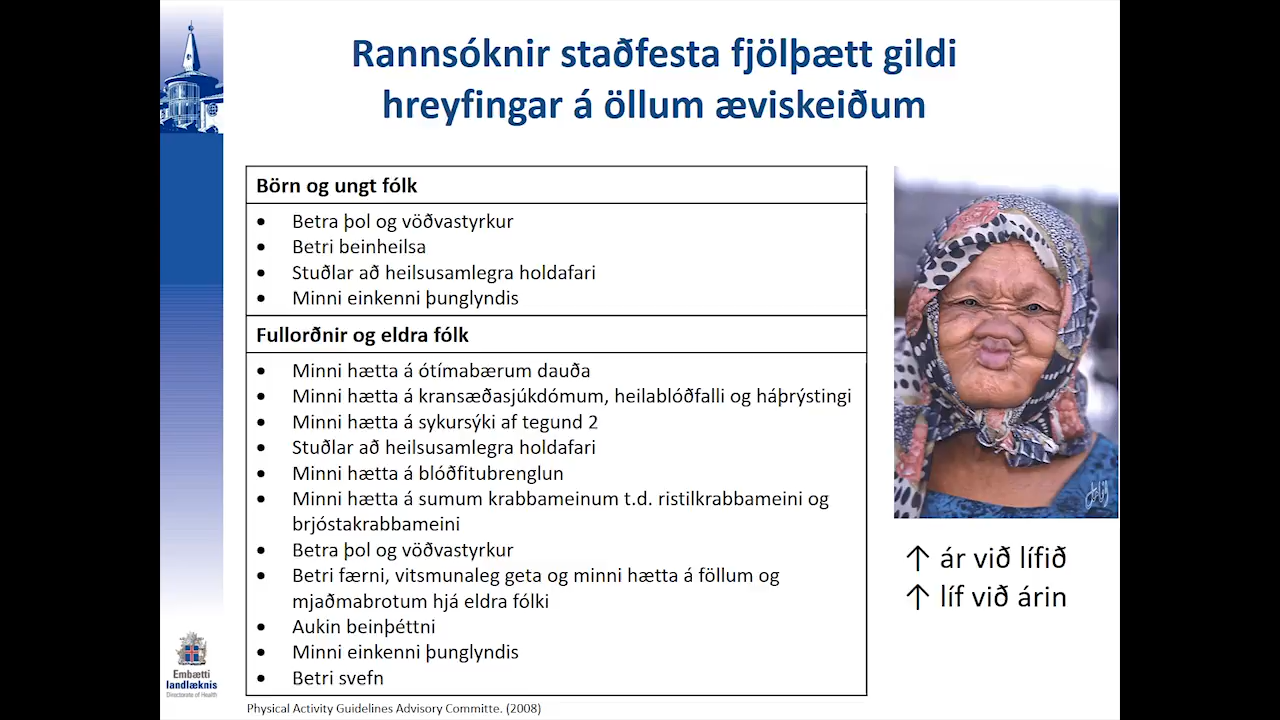 Rannsóknir staðfesta fjölþætt gildi
hreyfingar á öllum æviskeiðum
Börn og ungt fólk
• Betra þol og vöðvastyrkur
• Betri beinheilsa
• Stuðlar að heilsusamlegra holdafari
• Minni einkenni þunglyndis
Fullorðnir og eldra fólk
• Minni hætta á ótímabærum dauða
• Minni hætta á kransæðasjúkdómum, heilablóðfalli og háþrýstingi
• Minni hætta á sykursýki af tegund 2
• Stuðlar að heilsusamlegra holdafari
• Minni hætta á blóðfitubrenglun
• Minni hætta á sumum krabbameinum t.d. ristilkrabbameini og
brjóstakrabbameini
• Betra þol og vöðvastyrkur
• Betri færni, vitsmunaleg geta og minni hætta á föllum og
mjaðmabrotum hjá eldra fólki
• Aukin beinþéttni
• Minni einkenni þunglyndis
• Betri svefn
↑ ár við lífið
↑ líf við árin
Embætti
landlæknis
Directorate of Health
Physical Activity Guidelines Advisory Committe. (2008)